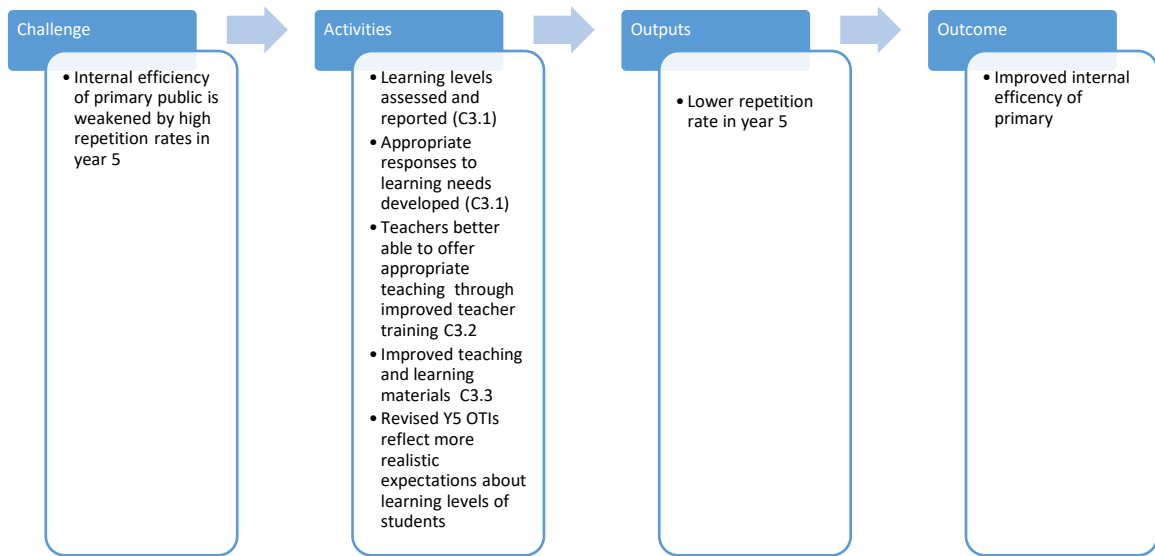 Challenge
• Internal efficiency
of primary public is
weakened by high
repetition rates in
year 5
Activities
• Learning levels
assessed and
reported (C3.1)
• Appropriate
responses to
learning needs
developed (C3.1)
• Teachers better
able to offer
appropriate
teaching through
improved teacher
training C3.2
• Improved teaching
and learning
materials C3.3
• Revised Y5 OTIs
reflect more
realistic
expectations about
learning levels of
students
Outputs
• Lower repetition
rate in year 5
Outcome
• Improved internal
efficency of
primary